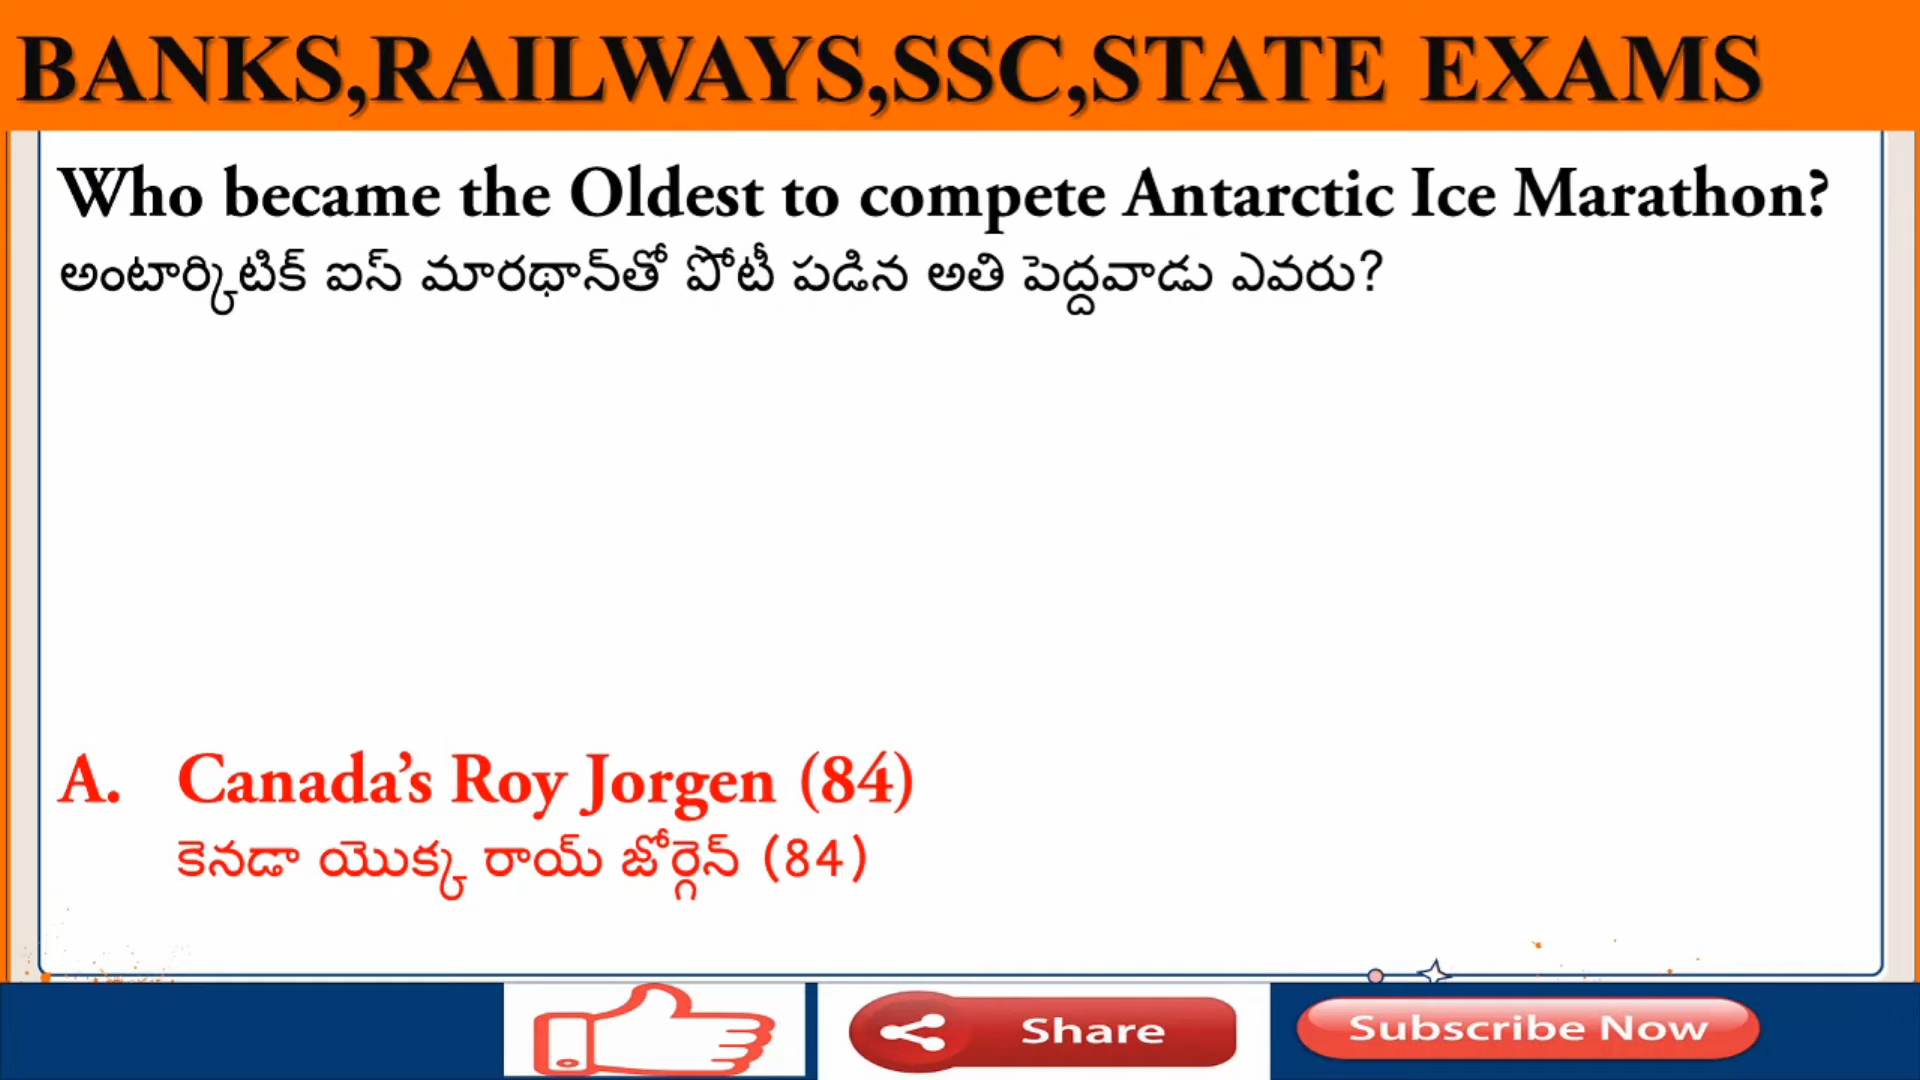 BANKS,RAILWAYS,SSC,STATE EXAMS
Who became the Oldest to compete Antarctic Ice Marathon?
అంటార్కిటిక్ ఐస్ మారథాన్‌తో పోటీ పడిన అతి పెద్దవాడు ఎవరు?
A. Canada’s Roy Jorgen (84)
కెనడా యొక్క రాయ్ జోర్గెన్ (84)
Share
Subscribe Now